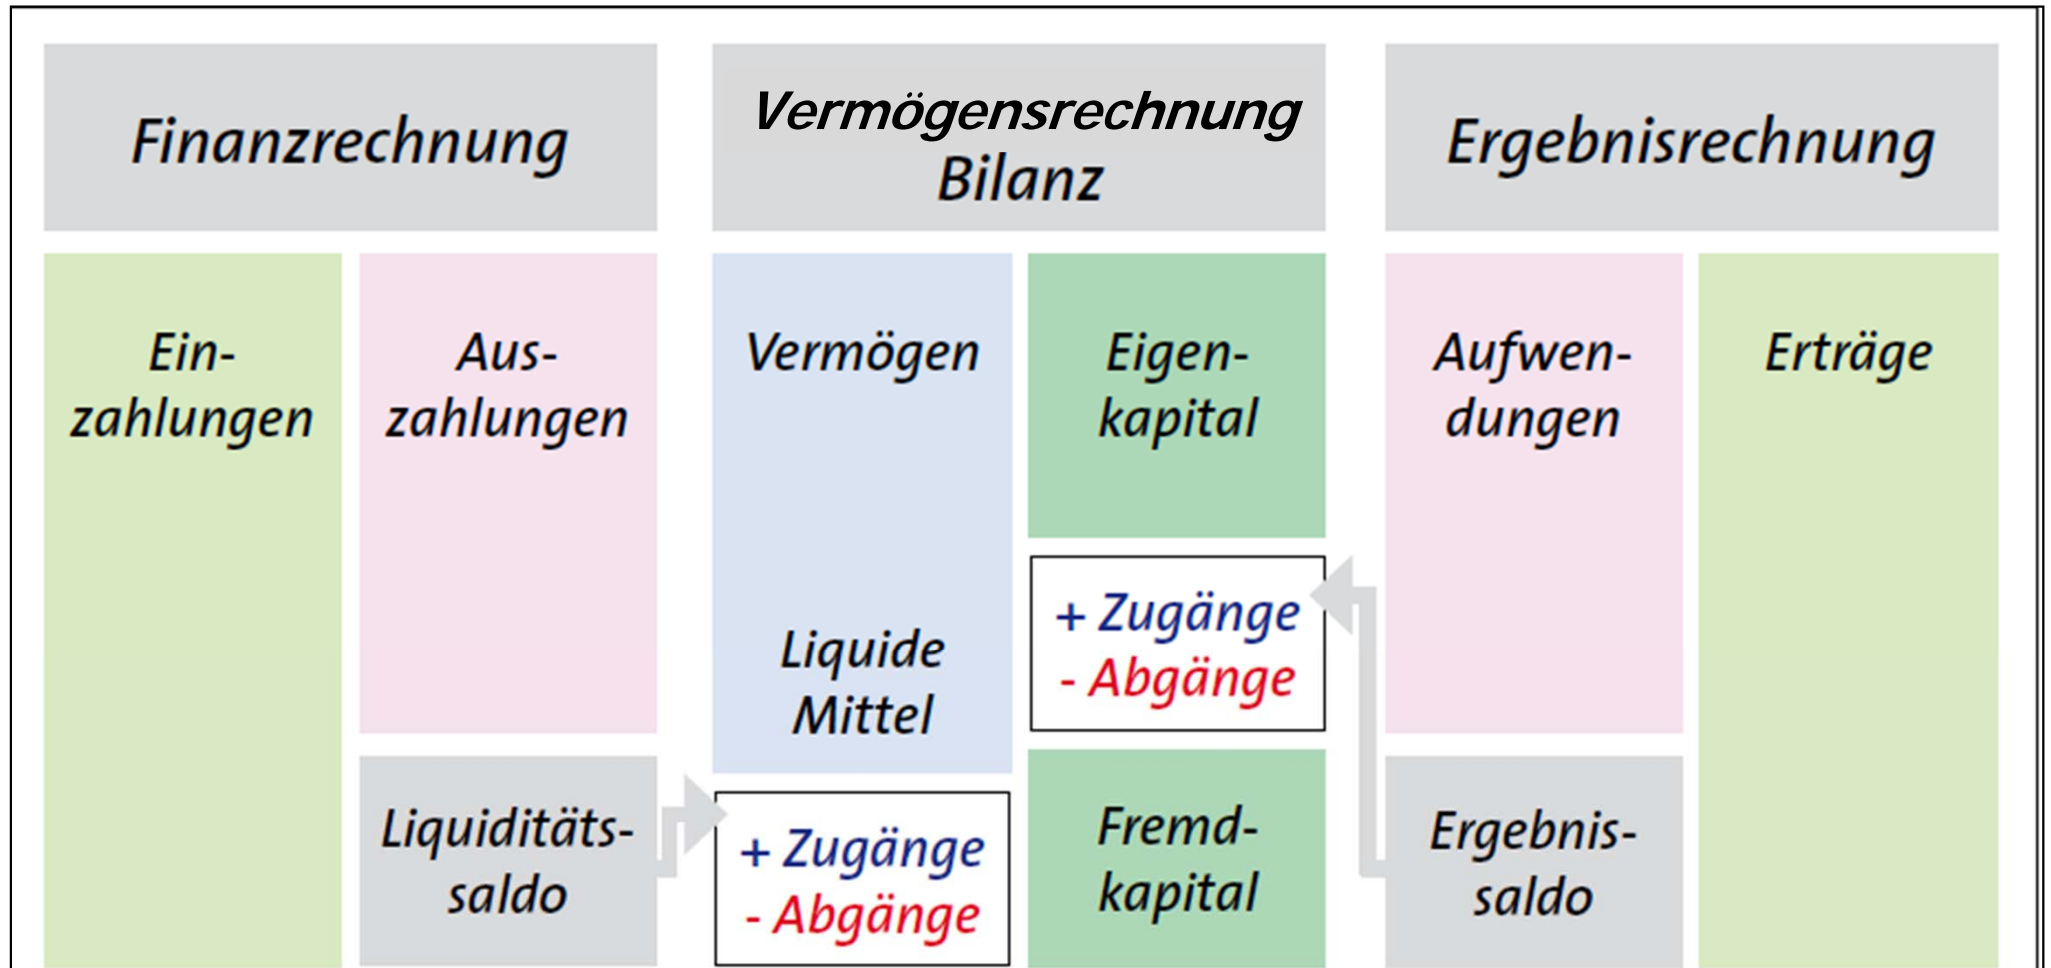 Finanzrechnung
Vermögensrechnung
Bilanz
Ergebnisrechnung
Ein-
zahlungen
Aus-
zahlungen
Liquiditäts-
saldo
Vermögen
Liquide
Mittel
+ Zugänge
- Abgänge
Eigen-
kapital
+ Zugänge
- Abgänge
Fremd-
kapital
Aufwen-
dungen
Ergebnis-
saldo
Erträge